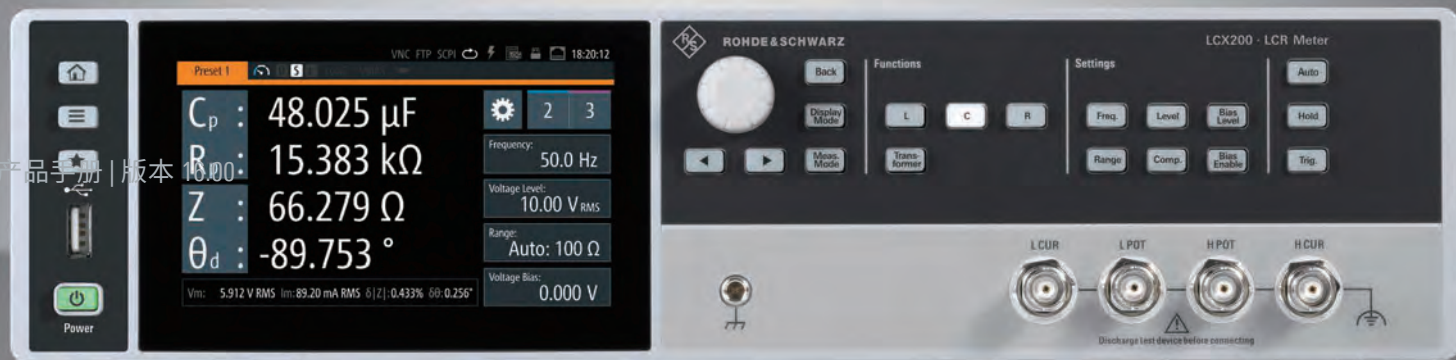 VNC FTP SCPI 18:20:12
Preset 1 S
Cp : 48.025 µF
Rp : 15.383 kΩ
Z : 66.279 Ω
θd : -89.753 °
Vm: 5.912 V RMS Im: 89.20 mA RMS δ|Z|: 0.433% δθ: 0.256°
2 3
Frequency:
50.0 Hz
Voltage Level:
10.00 V RMS
Range:
Auto: 100 Ω
Voltage Bias:
0.000 V
产品手册 | 版本 16.00
Power
R&S
ROHDE&SCHWARZ
LCX200 · LCR Meter
Back
Display Mode
Meas. Mode
Functions
L C R
Trans-
former
Settings
Freq. Level Bias Level
Range Comp. Bias Enable
Auto
Hold
Trig.
L CUR L POT H POT H CUR
Discharge test device before connecting